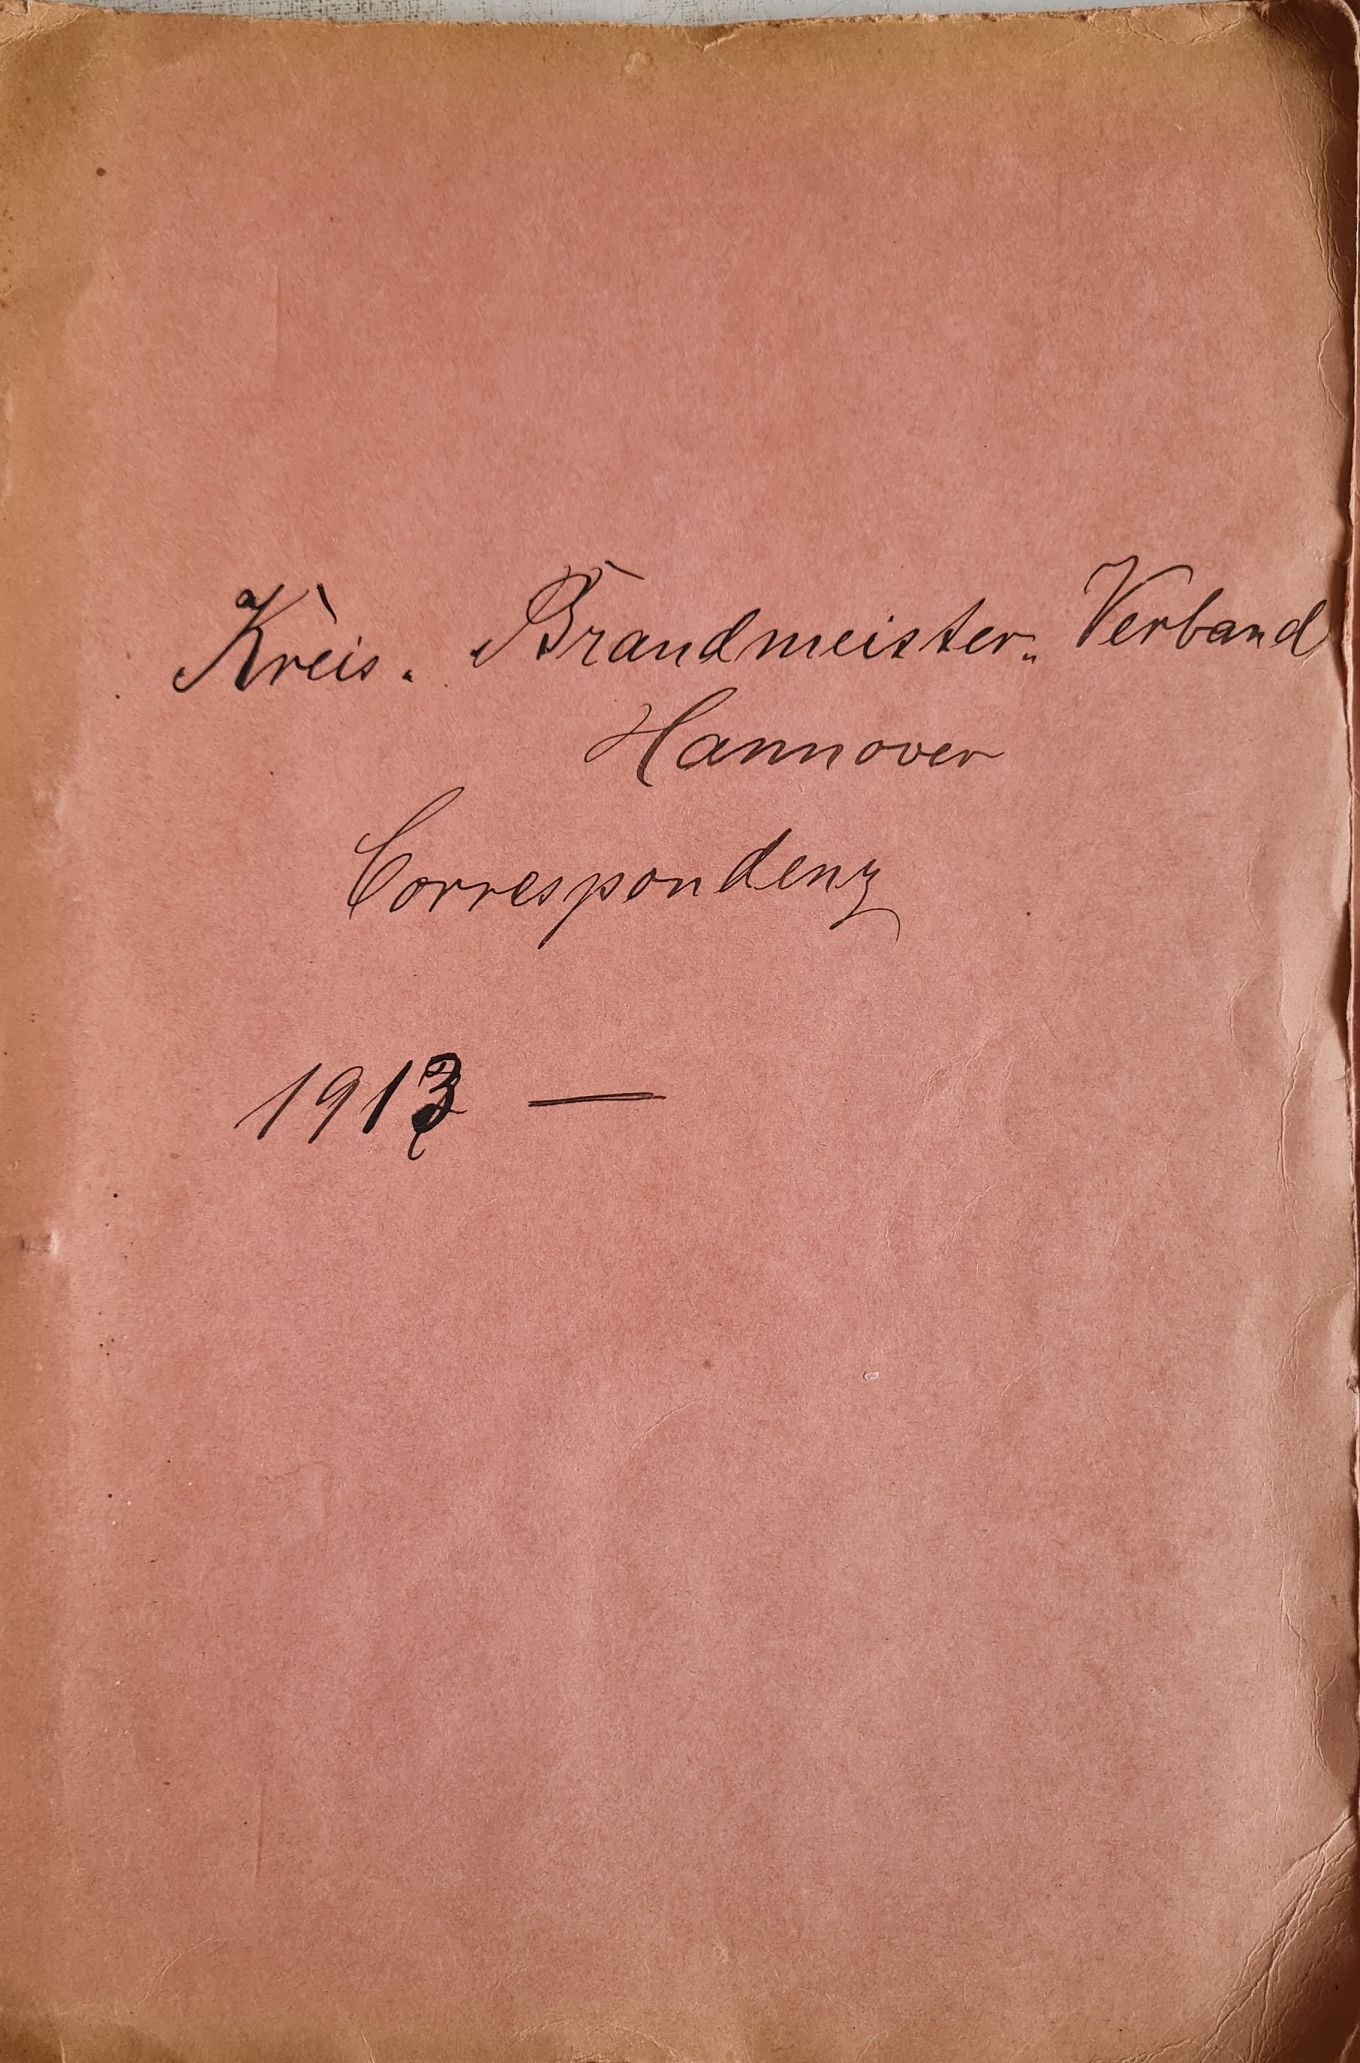 Kreis. Brandmeister. Verband
Hannover
Correspondenz
1913 —